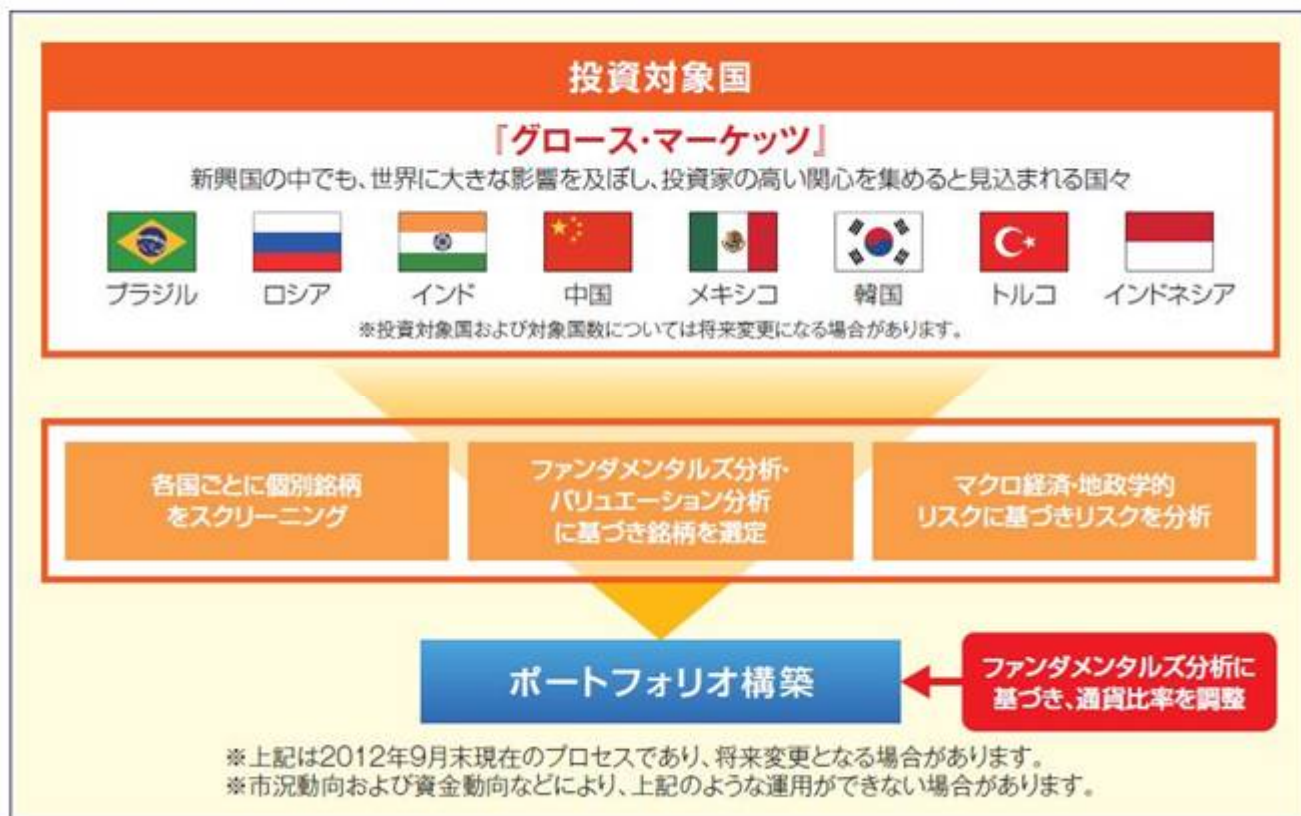 投資対象国
『グロース・マーケッツ』
新興国の中でも、世界に大きな影響を及ぼし、投資家の高い関心を集めると見込まれる国々
ブラジル ロシア インド 中国 メキシコ 韓国 トルコ インドネシア
※投資対象国および対象国数については将来変更になる場合があります。
各国ごとに個別銘柄
をスクリーニング
ファンダメンタルズ分析・
バリュエーション分析
に基づき銘柄を選定
マクロ経済・地政学的
リスクに基づきリスクを分析
ポートフォリオ構築
ファンダメンタルズ分析に
基づき、通貨比率を調整
※上記は2012年9月末現在のプロセスであり、将来変更となる場合があります。
※市況動向および資金動向などにより、上記のような運用ができない場合があります。